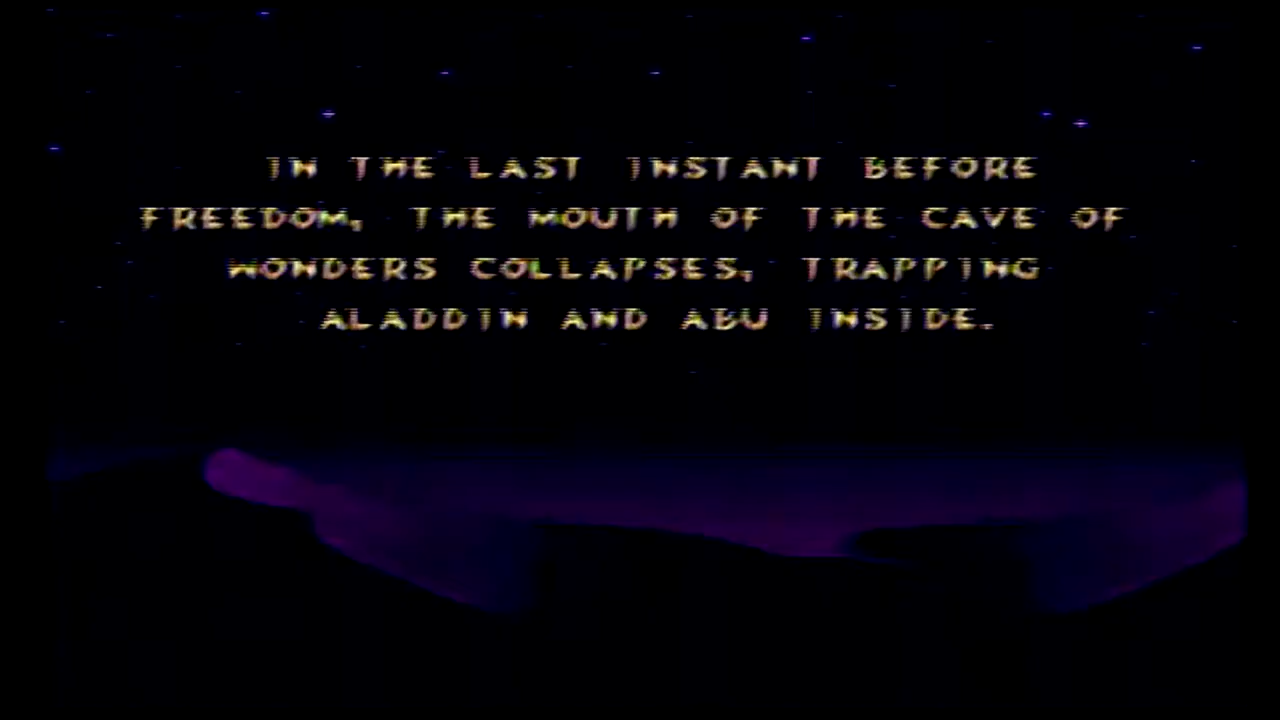 IN THE LAST INSTANT BEFORE
FREEDOM, THE MOUTH OF THE CAVE OF
WONDERS COLLAPSES, TRAPPING
ALADDIN AND ABU INSIDE.